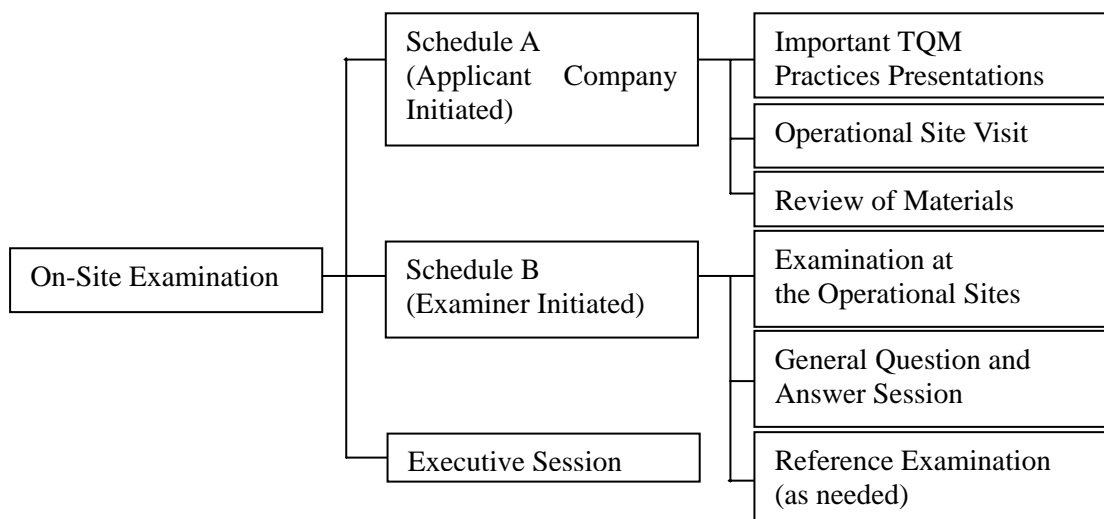 On-Site Examination
Schedule A
(Applicant Company
Initiated)
Important TQM
Practices Presentations
Operational Site Visit
Review of Materials
Schedule B
(Examiner Initiated)
Examination at
the Operational Sites
General Question and
Answer Session
Reference Examination
(as needed)
Executive Session